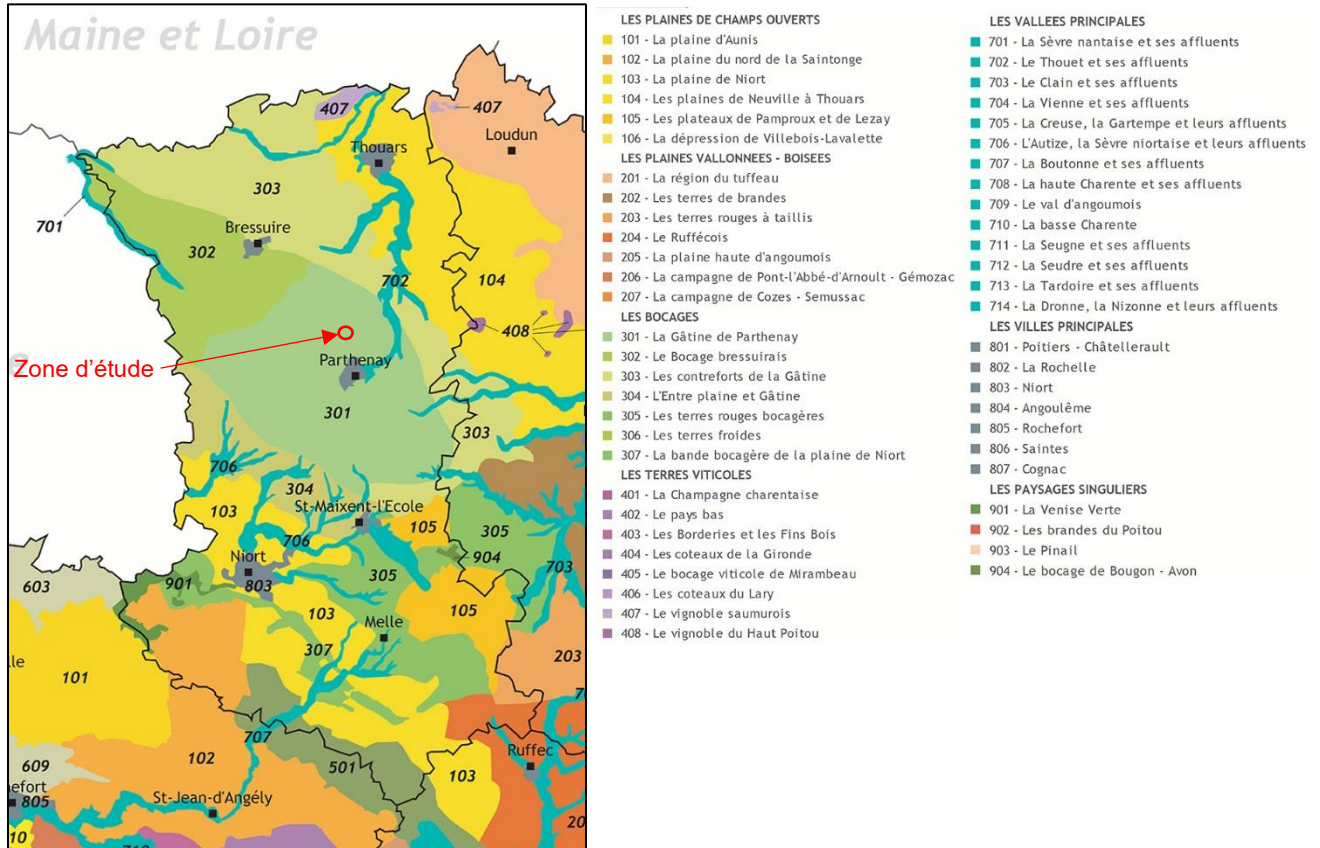 Maine et Loire
407
407
Loudun
Thouars
303
701
Bressuire
302
702
104
408
Zone d'étude
Parthenay
301
303
706
304
103
St-Maixent-l'Ecole
105
305
706
904
Niort
703
603
901
803
305
103
105
Melle
307
203
101
707
Ruffec
102
501
103
609
805
St-Jean-d'Angély
20
10
LES PLAINES DE CHAMPS OUVERTS
101 - La plaine d'Aunis
102 - La plaine du nord de la Saintonge
103 - La plaine de Niort
104 - Les plaines de Neuville à Thouars
105 - Les plateaux de Pamproux et de Lezay
106 - La dépression de Villebois-Lavalette
LES PLAINES VALLONNEES - BOISEES
201 - La région du tuffeau
202 - Les terres de brandes
203 - Les terres rouges à taillis
204 - Le Ruffécois
205 - La plaine haute d'angoumois
206 - La campagne de Pont-l'Abbé-d'Arnoult - Gémozac
207 - La campagne de Cozes - Semussac
LES BOCAGES
301 - La Gâtine de Parthenay
302 - Le Bocage bressuirais
303 - Les contreforts de la Gâtine
304 - L'Entre plaine et Gâtine
305 - Les terres rouges bocagères
306 - Les terres froides
307 - La bande bocagère de la plaine de Niort
LES TERRES VITICOLES
401 - La Champagne charentaise
402 - Le pays bas
403 - Les Borderies et les Fins Bois
404 - Les coteaux de la Gironde
405 - Le bocage viticole de Mirambeau
406 - Les coteaux du Lary
407 - Le vignoble saumurois
408 - Le vignoble du Haut Poitou
LES VALLEES PRINCIPALES
701 - La Sèvre nantaise et ses affluents
702 - Le Thouet et ses affluents
703 - Le Clain et ses affluents
704 - La Vienne et ses affluents
705 - La Creuse, la Gartempe et leurs affluents
706 - L'Autize, la Sèvre niortaise et leurs affluents
707 - La Boutonne et ses affluents
708 - La haute Charente et ses affluents
709 - Le val d'angoumois
710 - La basse Charente
711 - La Seugne et ses affluents
712 - La Seudre et ses affluents
713 - La Tardoire et ses affluents
714 - La Dronne, la Nizonne et leurs affluents
LES VILLES PRINCIPALES
801 - Poitiers - Châtellerault
802 - La Rochelle
803 - Niort
804 - Angoulême
805 - Rochefort
806 - Saintes
807 - Cognac
LES PAYSAGES SINGULIERS
901 - La Venise Verte
902 - Les brandes du Poitou
903 - Le Pinail
904 - Le bocage de Bougon - Avon